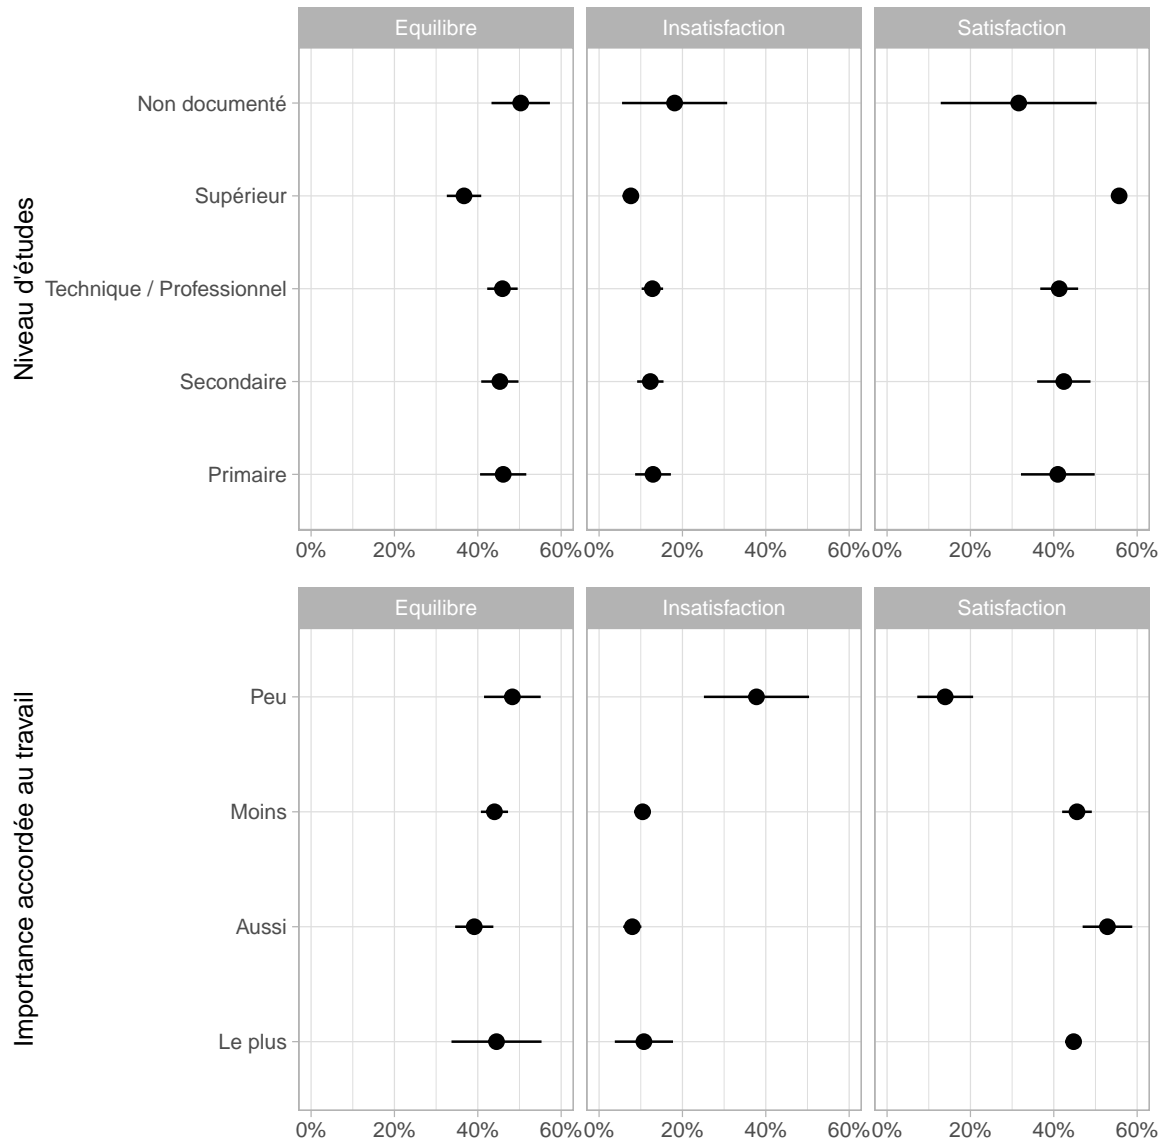 Equilibre Insatisfaction Satisfaction
Niveau d'études
Non documenté
Supérieur
Technique / Professionnel
Secondaire
Primaire
0% 20% 40% 60% 0% 20% 40% 60% 0% 20% 40% 60%
Equilibre Insatisfaction Satisfaction
Importance accordée au travail
Peu
Moins
Aussi
Le plus
0% 20% 40% 60% 0% 20% 40% 60% 0% 20% 40% 60%